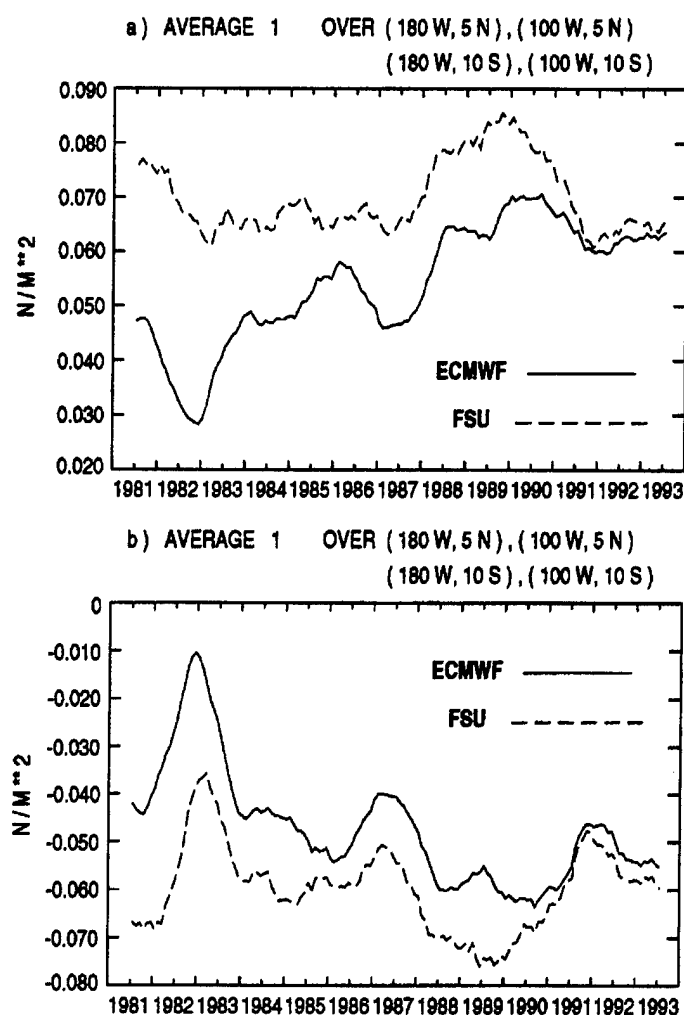 a) AVERAGE 1 OVER (180 W, 5 N), (100 W, 5 N)
(180 W, 10 S), (100 W, 10 S)
0.090
0.080
0.070
0.060
0.050
0.040
0.030
0.020
N/M**2
ECMWF
FSU
1981 1982 1983 1984 1985 1986 1987 1988 1989 1990 1991 1992 1993
b) AVERAGE 1 OVER (180 W, 5 N), (100 W, 5 N)
(180 W, 10 S), (100 W, 10 S)
0
-0.010
-0.020
-0.030
-0.040
-0.050
-0.060
-0.070
-0.080
N/M**2
ECMWF
FSU
1981 1982 1983 1984 1985 1986 1987 1988 1989 1990 1991 1992 1993